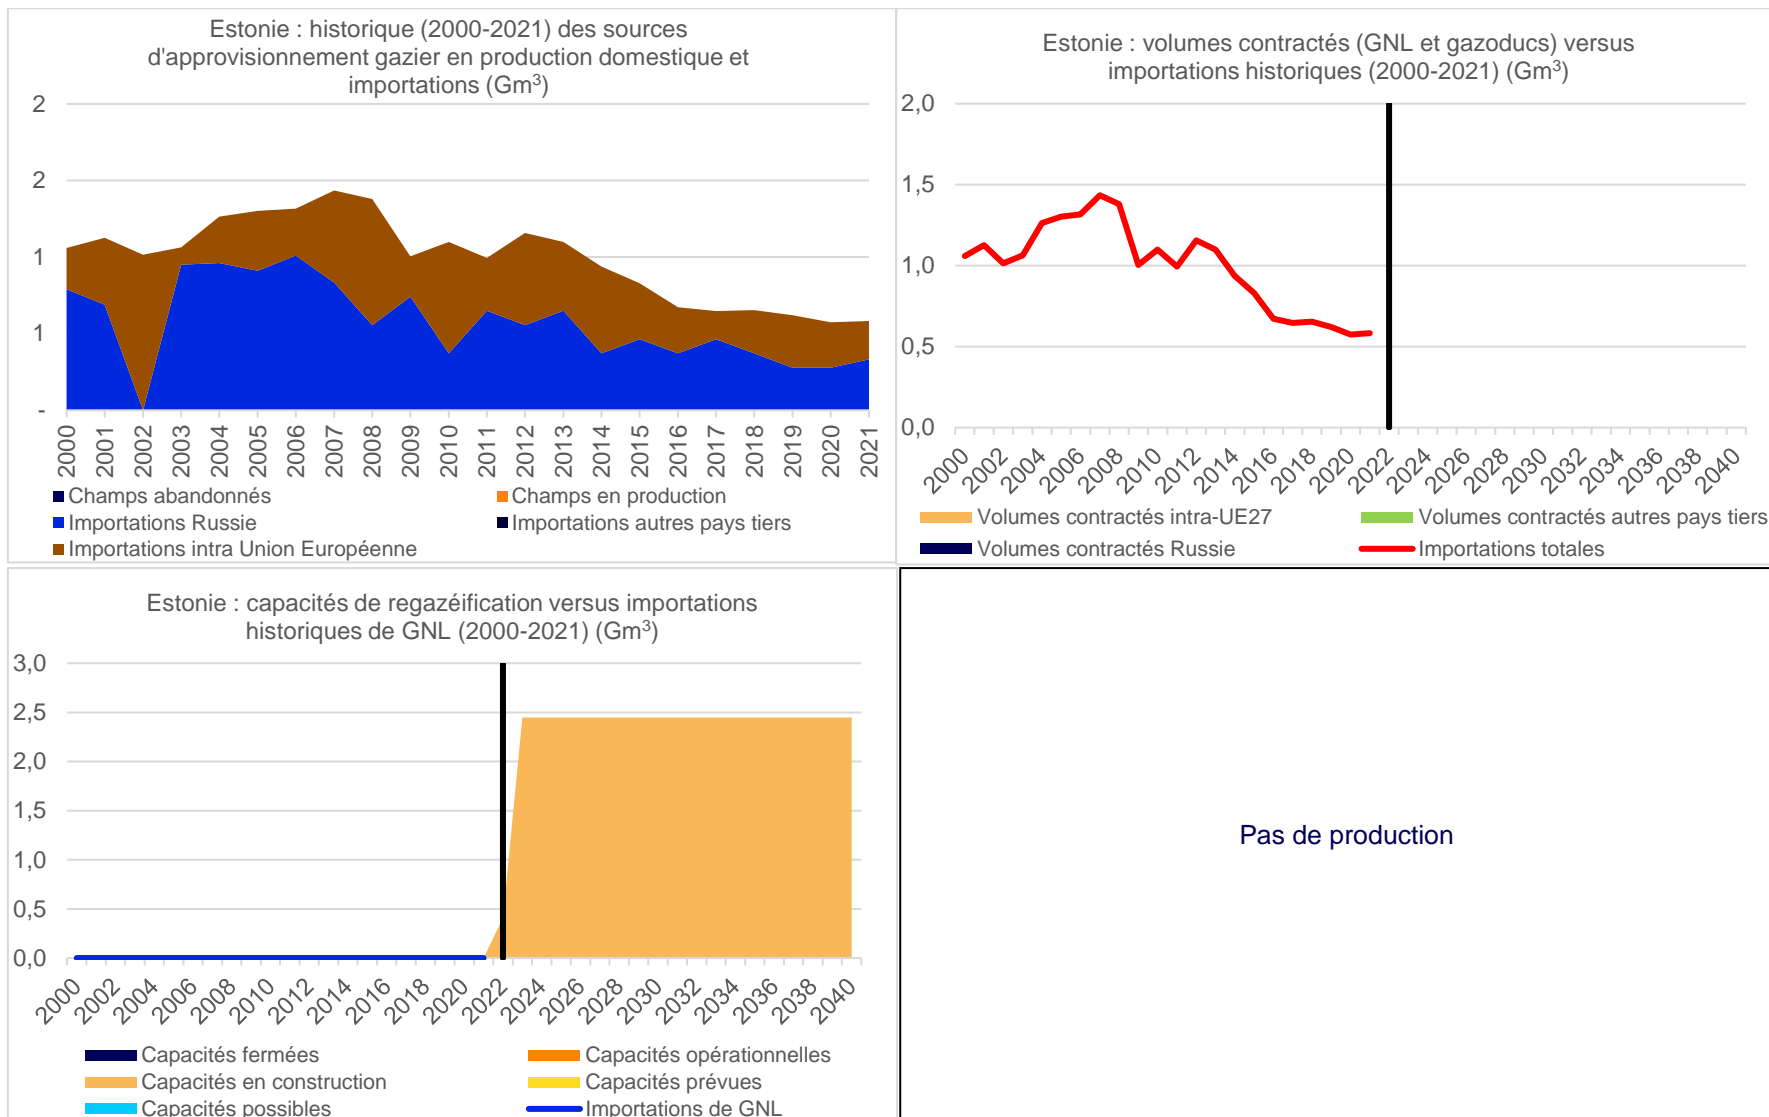 Estonie : historique (2000-2021) des sources
d'approvisionnement gazier en production domestique et
importations (Gm³)
2
2
1
1
-
2000 2001 2002 2003 2004 2005 2006 2007 2008 2009 2010 2011 2012 2013 2014 2015 2016 2017 2018 2019 2020 2021
Champs abandonnés
Champs en production
Importations Russie
Importations autres pays tiers
Importations intra Union Européenne
Estonie : volumes contractés (GNL et gazoducs) versus
importations historiques (2000-2021) (Gm³)
2,0
1,5
1,0
0,5
0,0
2000 2002 2004 2006 2008 2010 2012 2014 2016 2018 2020 2022 2024 2026 2028 2030 2032 2034 2036 2038 2040
Volumes contractés intra-UE27
Volumes contractés autres pays tiers
Volumes contractés Russie
Importations totales
Estonie : capacités de regazéification versus importations
historiques de GNL (2000-2021) (Gm³)
3,0
2,5
2,0
1,5
1,0
0,5
0,0
2000 2002 2004 2006 2008 2010 2012 2014 2016 2018 2020 2022 2024 2026 2028 2030 2032 2034 2036 2038 2040
Capacités fermées
Capacités opérationnelles
Capacités en construction
Capacités prévues
Capacités possibles
Importations de GNL
Pas de production